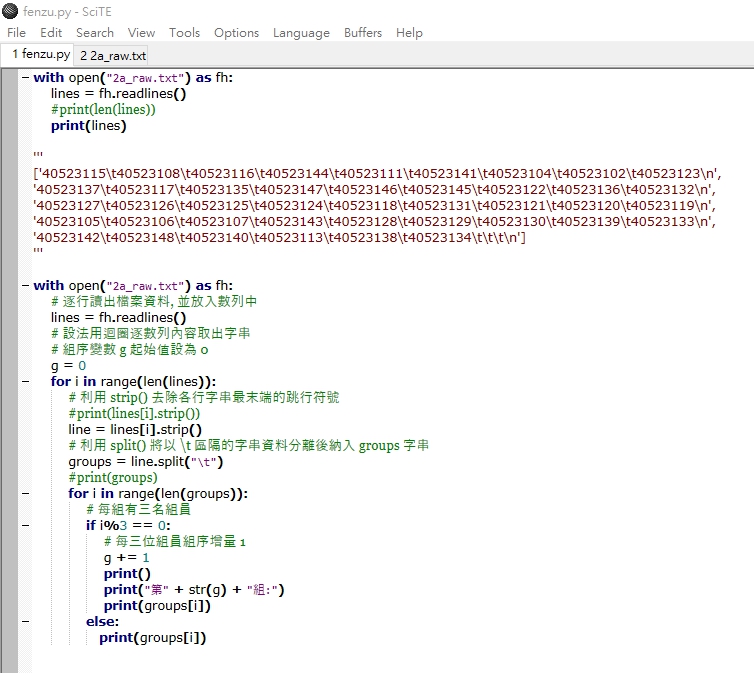 fenzu.py - SciTE
File Edit Search View Tools Options Language Buffers Help
1 fenzu.py 2 2a_raw.txt
with open("2a_raw.txt") as fh:
    lines = fh.readlines()
    #print(len(lines))
    print(lines)
'''
['40523115\t40523108\t40523116\t40523144\t40523111\t40523141\t40523104\t40523102\t40523123\n',
'40523137\t40523117\t40523135\t40523147\t40523146\t40523145\t40523122\t40523136\t40523132\n',
'40523127\t40523126\t40523125\t40523124\t40523118\t40523131\t40523121\t40523120\t40523119\n',
'40523105\t40523106\t40523107\t40523143\t40523128\t40523129\t40523130\t40523139\t40523133\n',
'40523142\t40523148\t40523140\t40523113\t40523138\t40523134\t\t\t\n']
'''
with open("2a_raw.txt") as fh:
    # 逐行讀出檔案資料, 並放入數列中
    lines = fh.readlines()
    # 設法用迴圈逐數列內容取出字串
    # 組序變數 g 起始值設為 0
    g = 0
    for i in range(len(lines)):
        # 利用 strip() 去除各行字串最末端的跳行符號
        #print(lines[i].strip())
        line = lines[i].strip()
        # 利用 split() 將以 \t 區隔的字串資料分離後納入 groups 字串
        groups = line.split("\t")
        #print(groups)
        for i in range(len(groups)):
            # 每組有三名組員
            if i%3 == 0:
                # 每三位組員組序增量 1
                g += 1
                print()
                print("第" + str(g) + "組:")
                print(groups[i])
            else:
                print(groups[i])